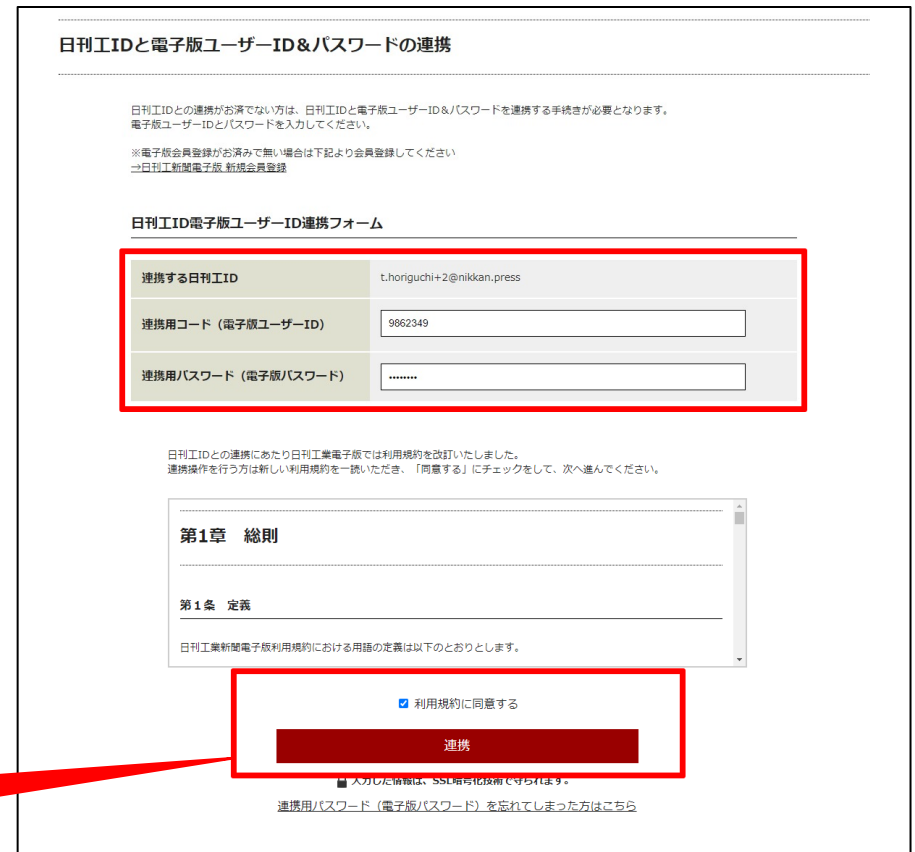 日刊工IDと電子版ユーザーID&パスワードの連携
日刊工IDとの連携がお済でない方は、日刊工IDと電子版ユーザーID&パスワードを連携する手続きが必要となります。
電子版ユーザーIDとパスワードを入力してください。
※電子版会員登録がお済みで無い場合は下記より会員登録してください
→日刊工新聞電子版 新規会員登録
日刊工ID電子版ユーザーID連携フォーム
連携する日刊工ID t.horiguchi+2@nikkan.press
連携用コード（電子版ユーザーID） 9862349
連携用パスワード（電子版パスワード） ••••••••
日刊工IDとの連携にあたり日刊工業電子版では利用規約を改訂いたしました。
連携操作を行う方は新しい利用規約を一読いただき、「同意する」にチェックをして、次へ進んでください。
第1章　総則
第１条　定義
日刊工業新聞電子版利用規約における用語の定義は以下のとおりとします。
利用規約に同意する
連携
入力した情報は、SSL暗号化技術で守られます。
連携用パスワード（電子版パスワード）を忘れてしまった方はこちら